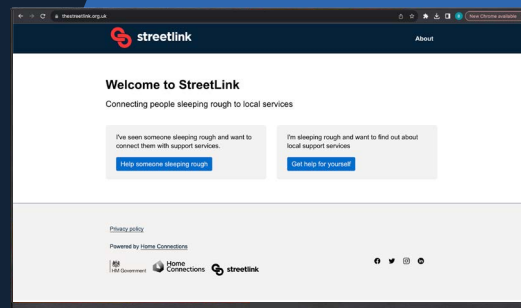 thestreetlink.org.uk
New Chrome available
streetlink
About
Welcome to StreetLink
Connecting people sleeping rough to local services
I've seen someone sleeping rough and want to
connect them with support services.
Help someone sleeping rough
I'm sleeping rough and want to find out about
local support services
Get help for yourself
Privacy policy
Powered by Home Connections
HM Government
Home
Connections
streetlink